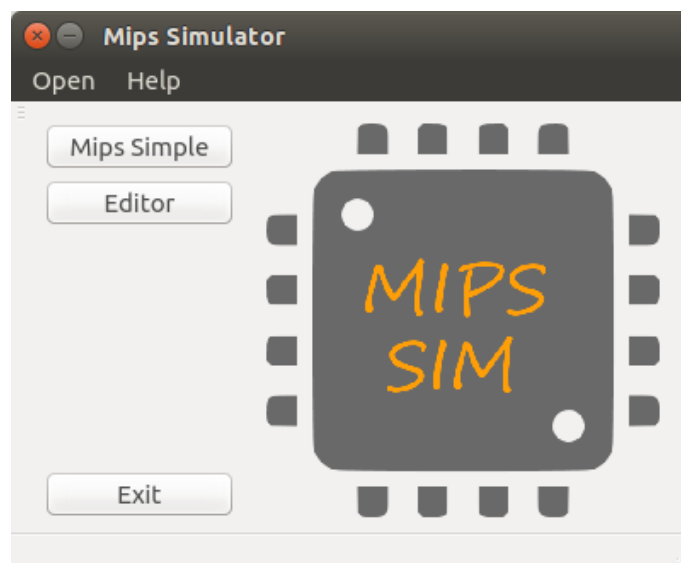 Mips Simulator
Open Help
Mips Simple
Editor
MIPS
SIM
Exit